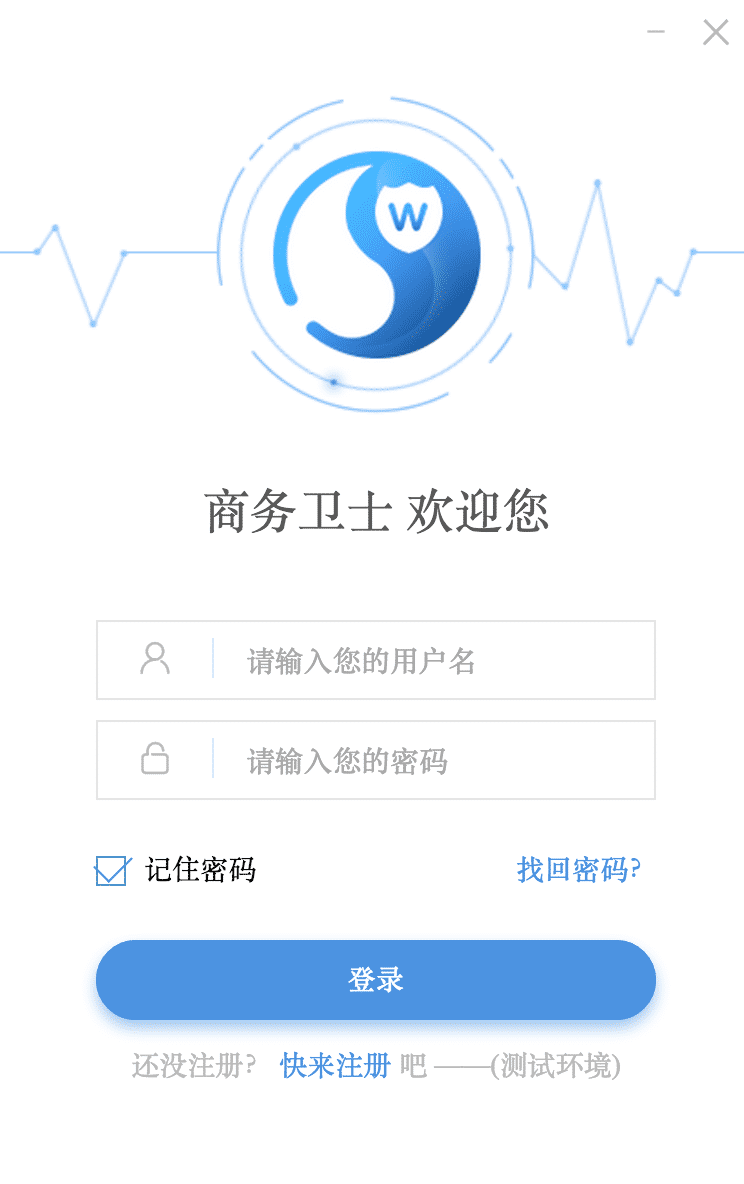 W
商务卫士 欢迎您
请输入您的用户名
请输入您的密码
记住密码 找回密码?
登录
还没注册? 快来注册 吧 ——(测试环境)